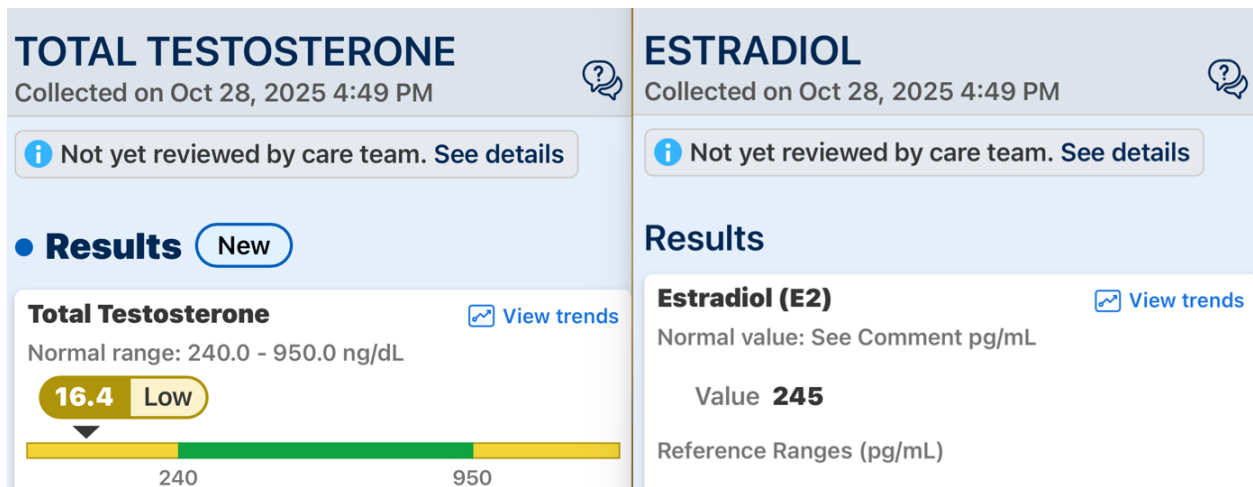 TOTAL TESTOSTERONE
Collected on Oct 28, 2025 4:49 PM
Not yet reviewed by care team. See details
Results New
Total Testosterone View trends
Normal range: 240.0 - 950.0 ng/dL
16.4 Low
240 950
ESTRADIOL
Collected on Oct 28, 2025 4:49 PM
Not yet reviewed by care team. See details
Results
Estradiol (E2) View trends
Normal value: See Comment pg/mL
Value 245
Reference Ranges (pg/mL)